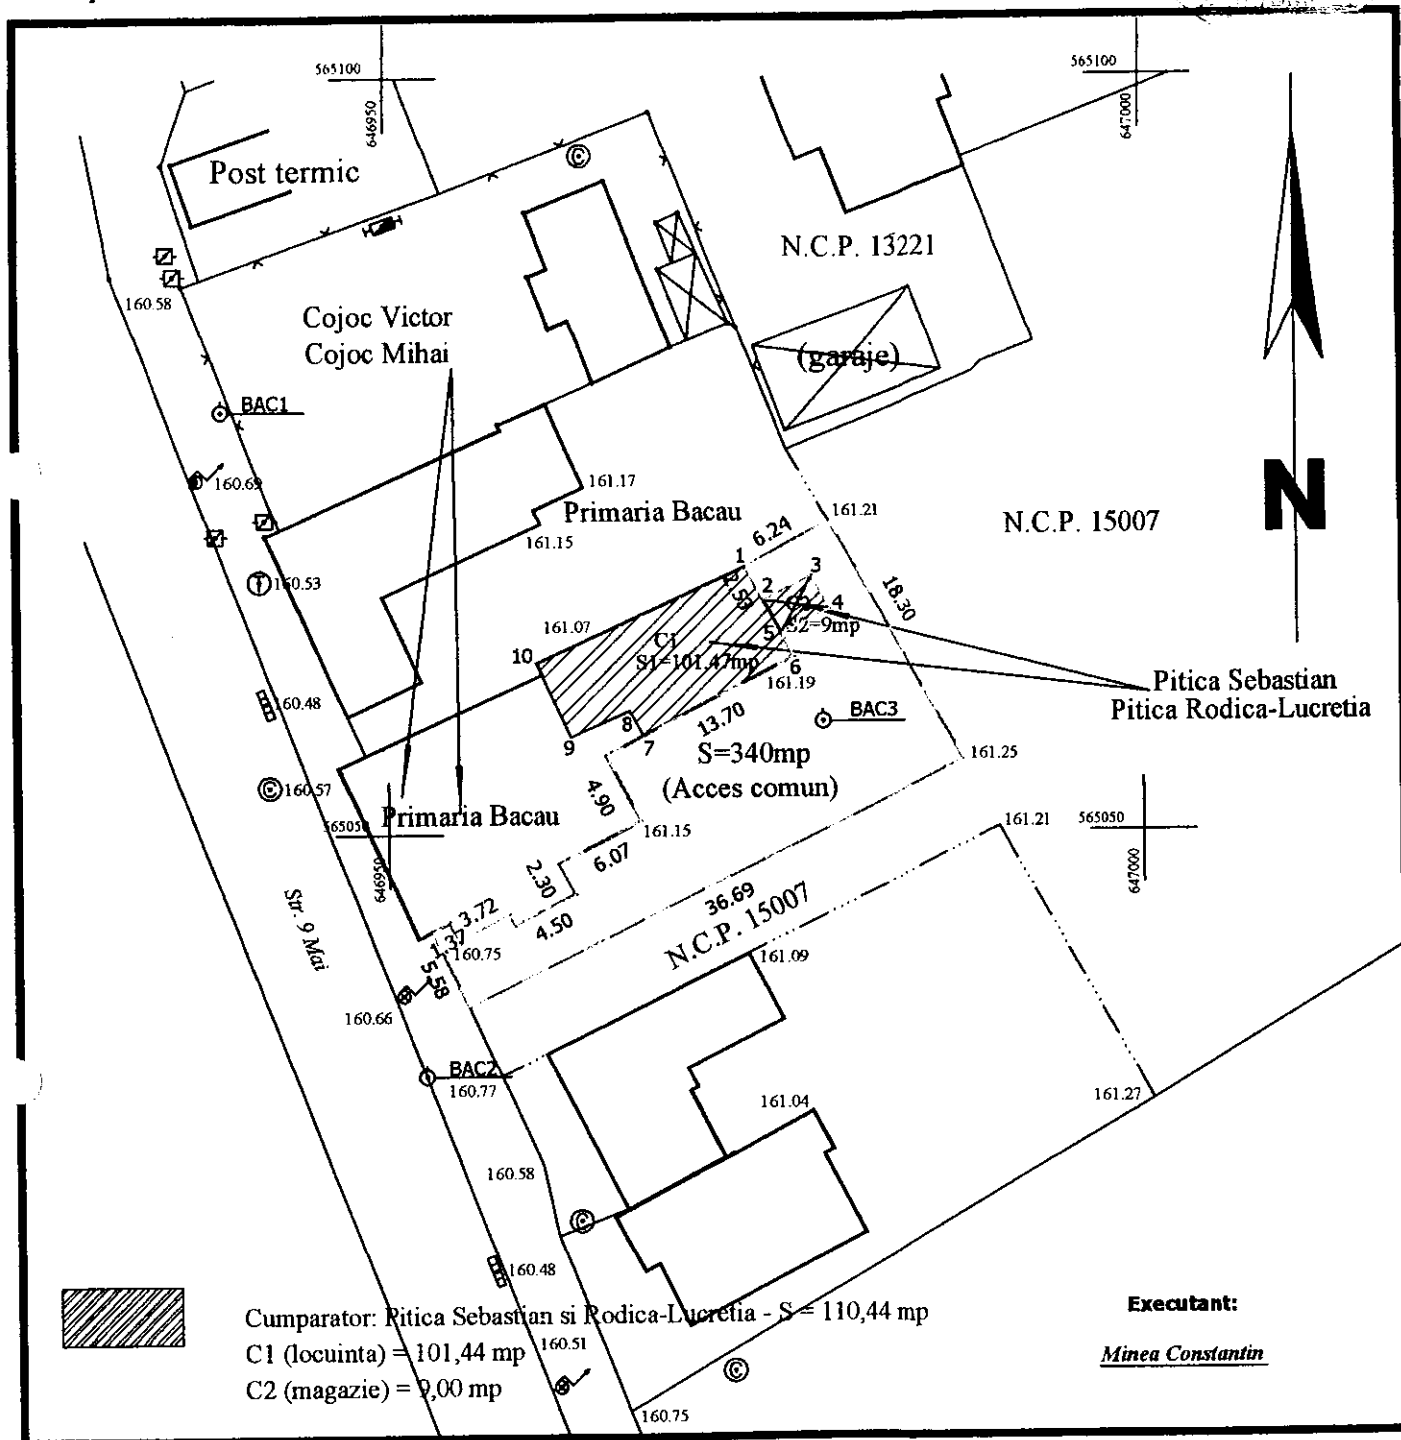 565100
646950
565100
647000
Post termic
N.C.P. 13221
160.58
Cojoc Victor
Cojoc Mihai
(garaje)
BAC1
160.69
161.17
Primaria Bacau
161.21
N.C.P. 15007
N
161.15
6.24
160.53
1
3
2
4
18.30
S2=9mp
5
161.07
C1
10
S1=101.47mp
6
161.19
Pitica Sebastian
Pitica Rodica-Lucretia
160.48
BAC3
13.70
8
9
7
S=340mp
(Acces comun)
161.25
160.57
4.90
Primaria Bacau
565050
646950
161.15
161.21
565050
647000
6.07
2.30
36.69
N.C.P. 15007
Str. 9 Mai
3.72
4.50
1.37
160.75
5.58
161.09
160.66
BAC2
160.77
161.04
161.27
160.58
160.48
Cumparator: Pitica Sebastian si Rodica-Lucretia - S = 110,44 mp
C1 (locuinta) = 101,44 mp
160.51
C2 (magazie) = 9,00 mp
Executant:
Minea Constantin
160.75